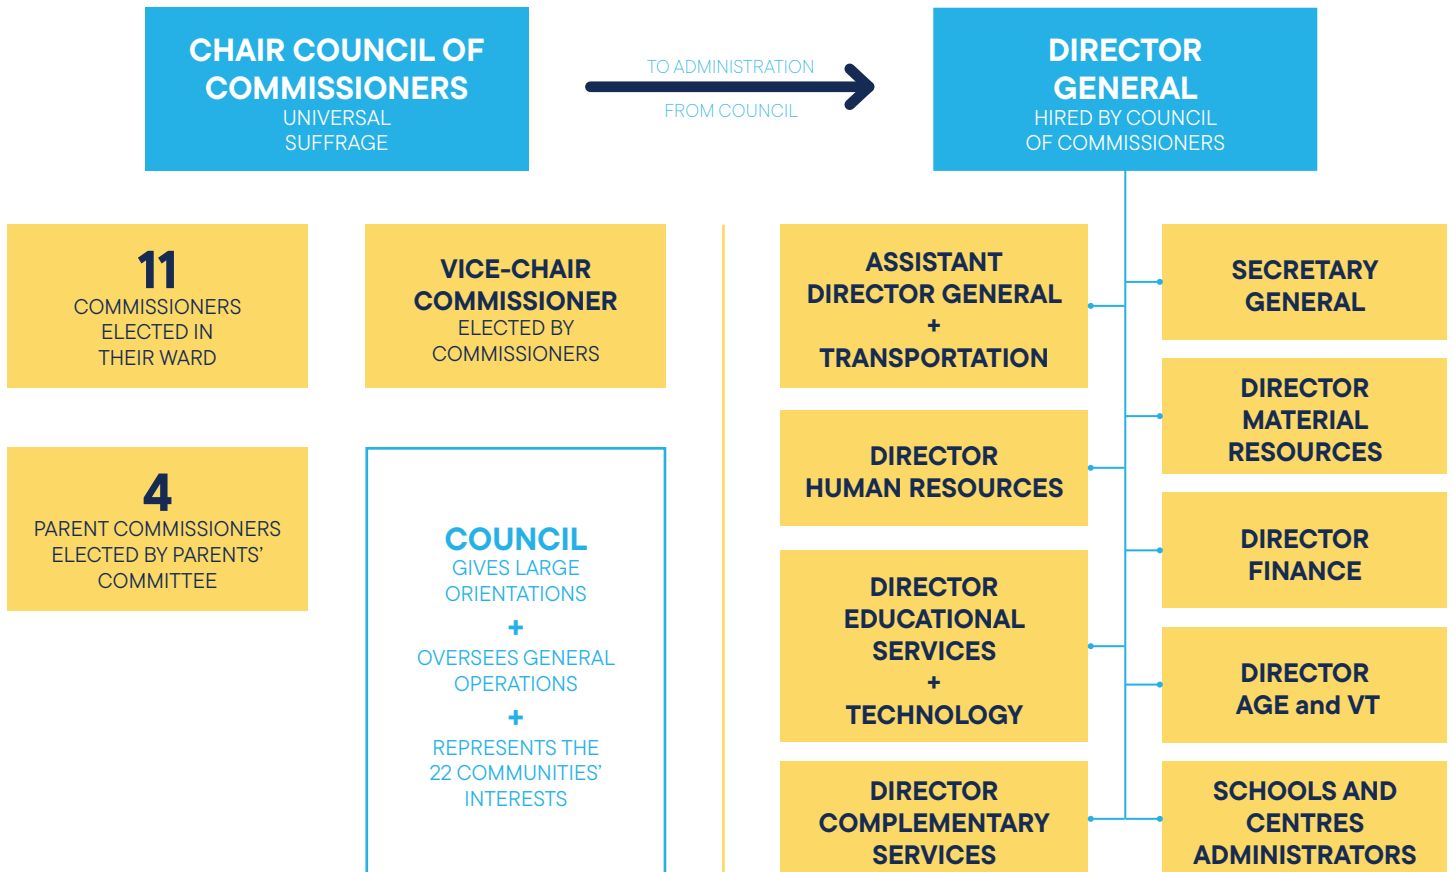 CHAIR COUNCIL OF
COMMISSIONERS
UNIVERSAL
SUFFRAGE
TO ADMINISTRATION
FROM COUNCIL
DIRECTOR
GENERAL
HIRED BY COUNCIL
OF COMMISSIONERS
11
COMMISSIONERS
ELECTED IN
THEIR WARD
VICE-CHAIR
COMMISSIONER
ELECTED BY
COMMISSIONERS
4
PARENT COMMISSIONERS
ELECTED BY PARENTS’
COMMITTEE
COUNCIL
GIVES LARGE
ORIENTATIONS
+
OVERSEES GENERAL
OPERATIONS
+
REPRESENTS THE
22 COMMUNITIES’
INTERESTS
ASSISTANT
DIRECTOR GENERAL
+
TRANSPORTATION
DIRECTOR
HUMAN RESOURCES
DIRECTOR
EDUCATIONAL
SERVICES
+
TECHNOLOGY
DIRECTOR
COMPLEMENTARY
SERVICES
SECRETARY
GENERAL
DIRECTOR
MATERIAL
RESOURCES
DIRECTOR
FINANCE
DIRECTOR
AGE and VT
SCHOOLS AND
CENTRES
ADMINISTRATORS